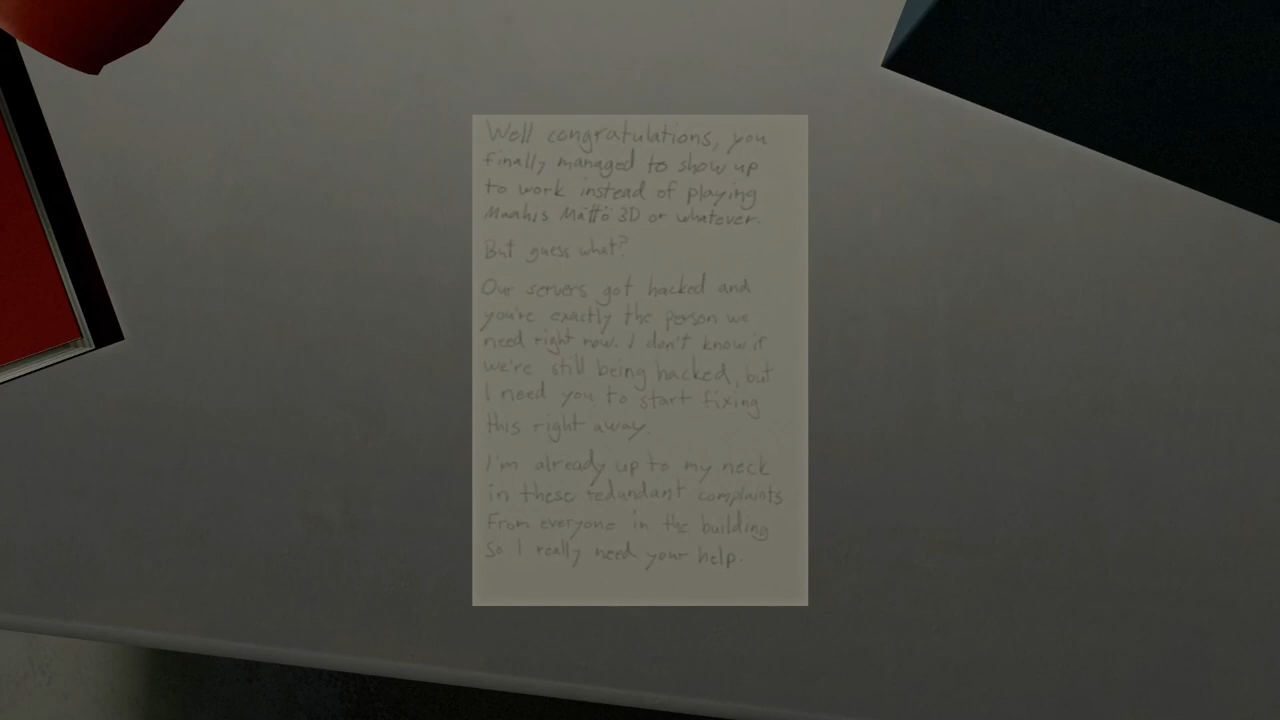 Well congratulations, you
finally managed to show up
to work instead of playing
Mättö 3D or whatever.
But guess what?
Our servers got hacked and
you're exactly the person we
need right now. I don't know if
we're still being hacked, but
I need you to start fixing
this right away.
I'm already up to my neck
in these redundant complaints
From everyone in the building
So I really need your help.